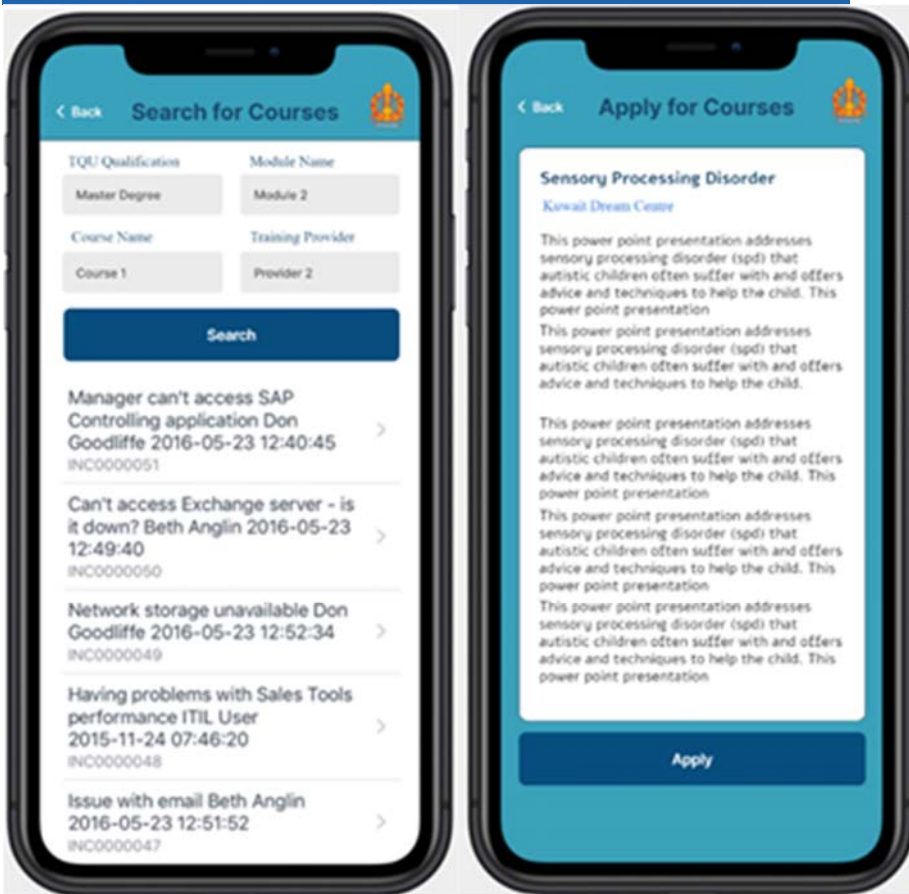 < Back Search for Courses
TQU Qualification Module Name
Master Degree Module 2
Course Name Training Provider
Course 1 Provider 2
Search
Manager can't access SAP
Controlling application Don
Goodliffe 2016-05-23 12:40:45
INC0000051
Can't access Exchange server - is
it down? Beth Anglin 2016-05-23
12:49:40
INC0000050
Network storage unavailable Don
Goodliffe 2016-05-23 12:52:34
INC0000049
Having problems with Sales Tools
performance ITIL User
2015-11-24 07:46:20
INC0000048
Issue with email Beth Anglin
2016-05-23 12:51:52
INC0000047
< Back Apply for Courses
Sensory Processing Disorder
Kuwait Dream Centre
This power point presentation addresses
sensory processing disorder (spd) that
autistic children often suffer with and offers
advice and techniques to help the child. This
power point presentation
This power point presentation addresses
sensory processing disorder (spd) that
autistic children often suffer with and offers
advice and techniques to help the child.
This power point presentation addresses
sensory processing disorder (spd) that
autistic children often suffer with and offers
advice and techniques to help the child. This
power point presentation
This power point presentation addresses
sensory processing disorder (spd) that
autistic children often suffer with and offers
advice and techniques to help the child. This
power point presentation
This power point presentation addresses
sensory processing disorder (spd) that
autistic children often suffer with and offers
advice and techniques to help the child. This
power point presentation
Apply